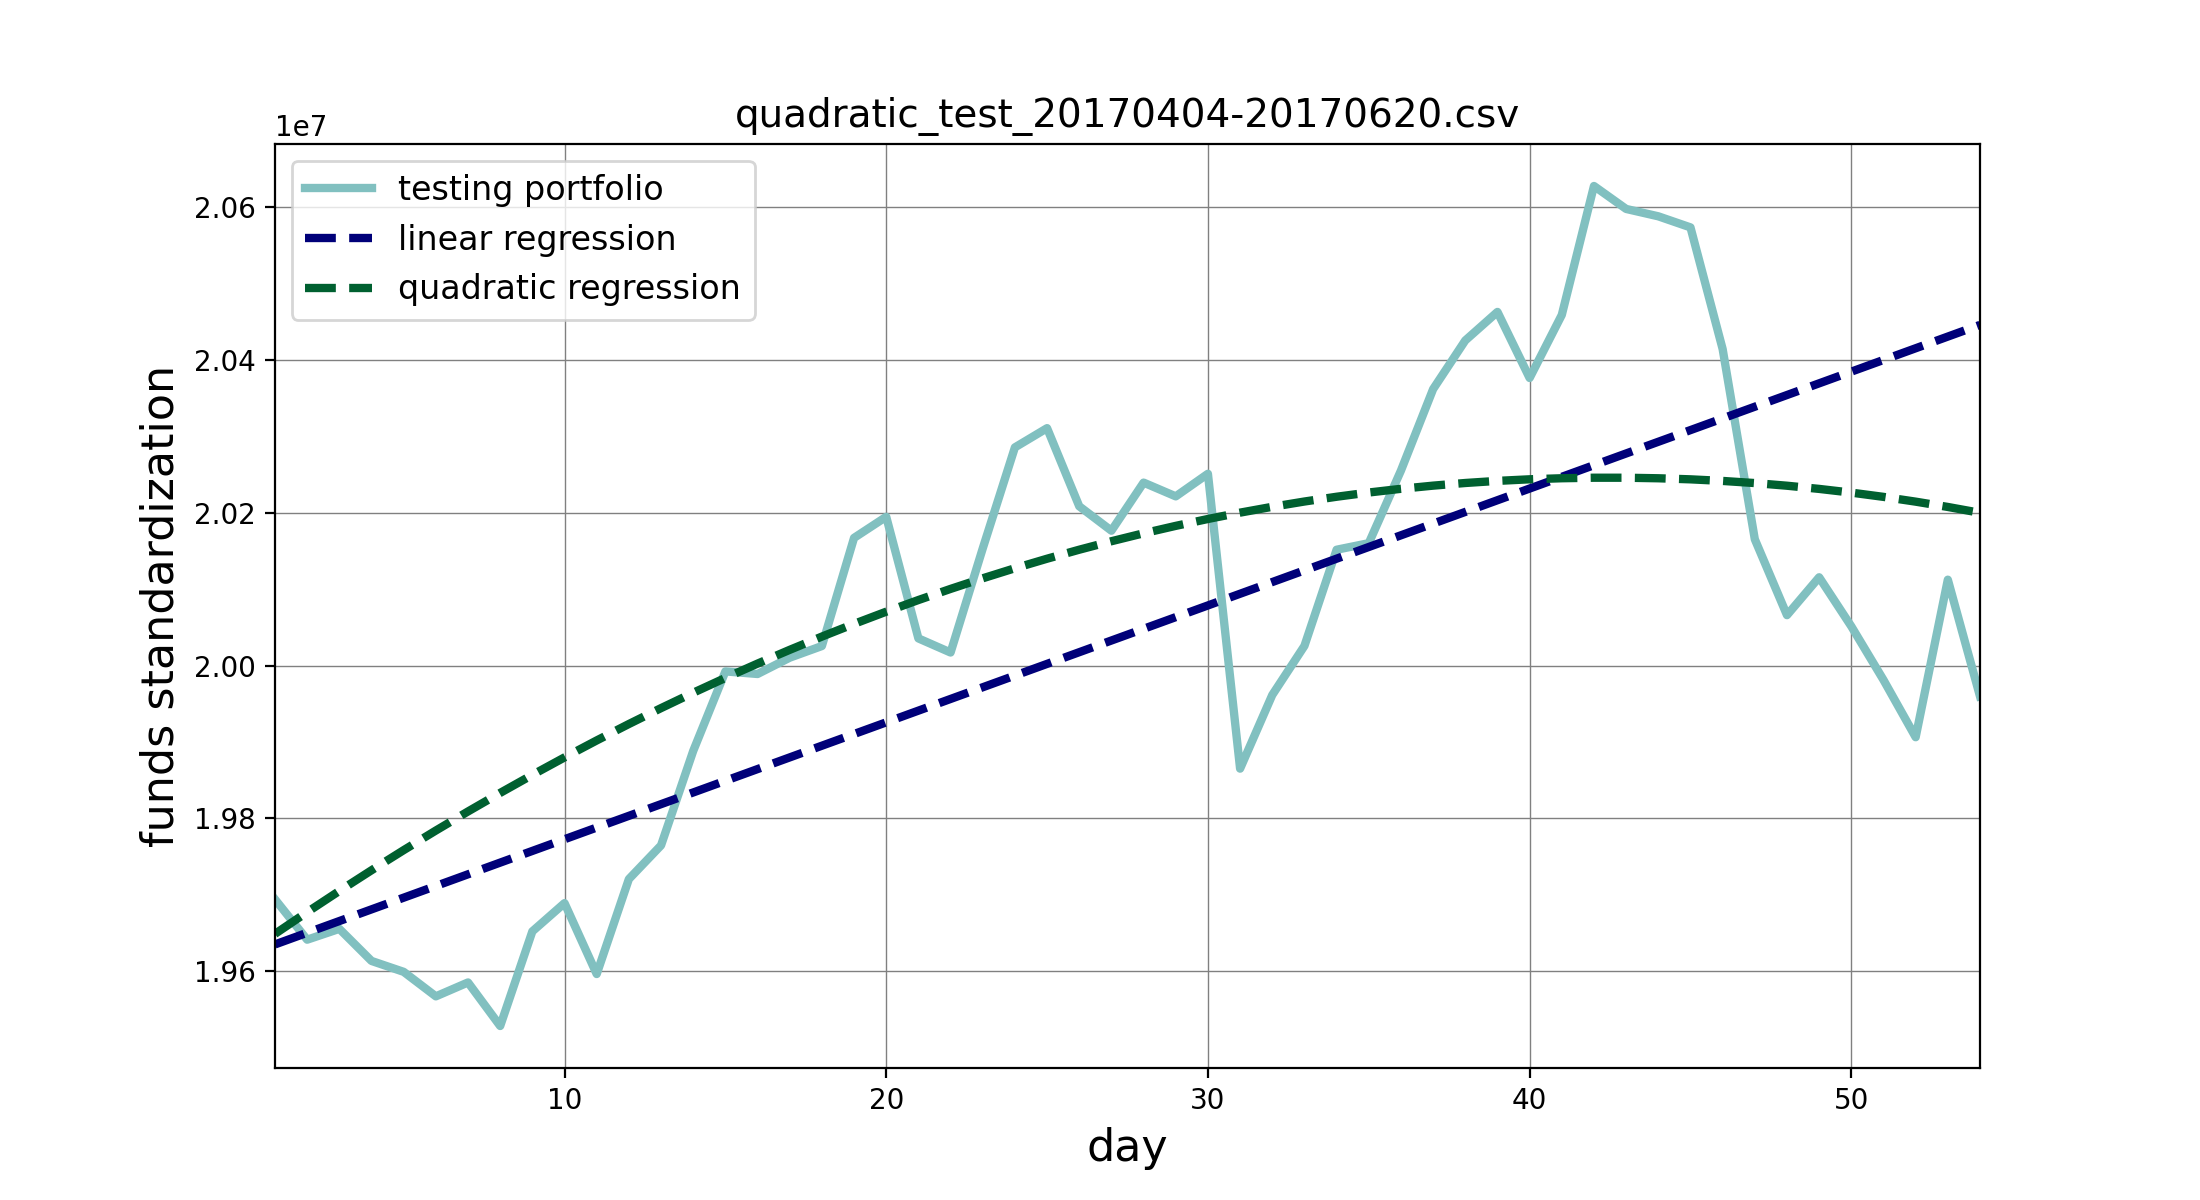 quadratic_test_20170404-20170620.csv
1e7
testing portfolio
linear regression
quadratic regression
2.06
2.04
2.02
2.00
1.98
1.96
funds standardization
10 20 30 40 50
day